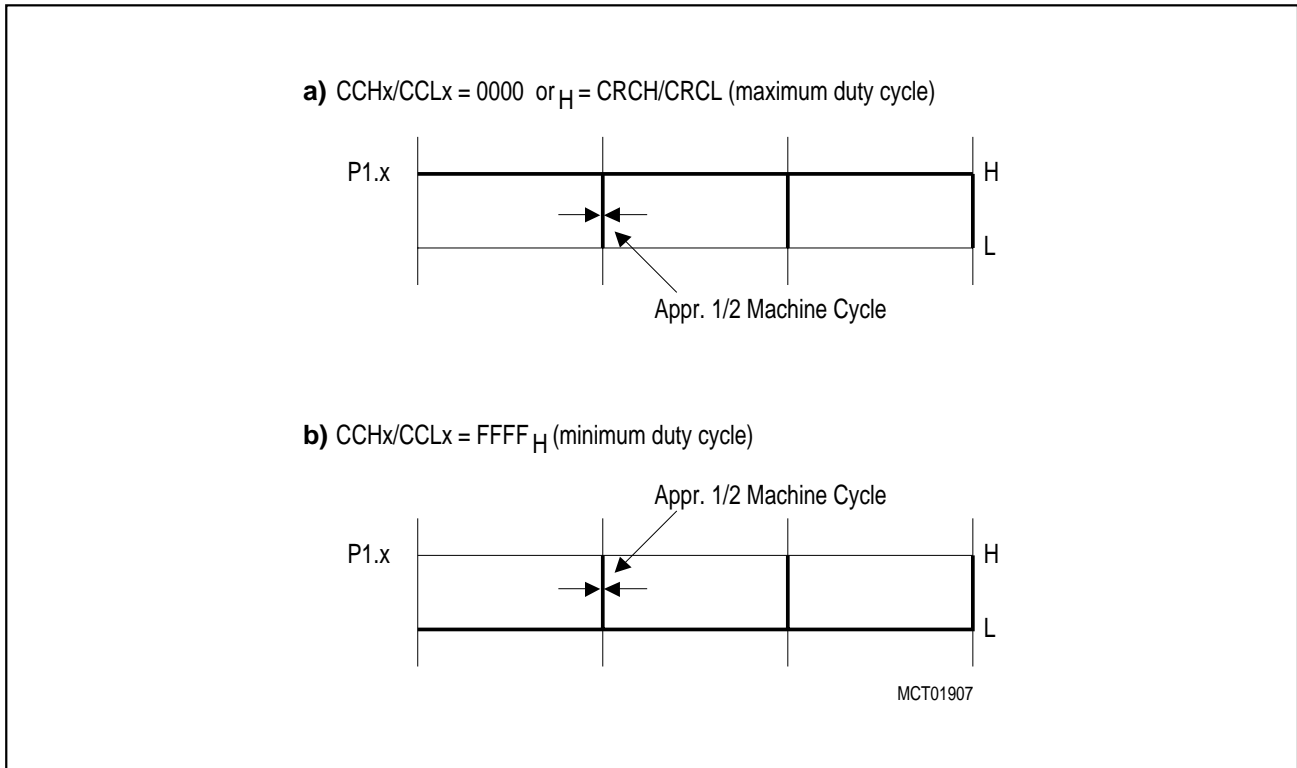 a) CCHx/CCLx = 0000 or H = CRCH/CRCL (maximum duty cycle)
P1.x
H
L
Appr. 1/2 Machine Cycle
b) CCHx/CCLx = FFFF H (minimum duty cycle)
Appr. 1/2 Machine Cycle
P1.x
H
L
MCT01907